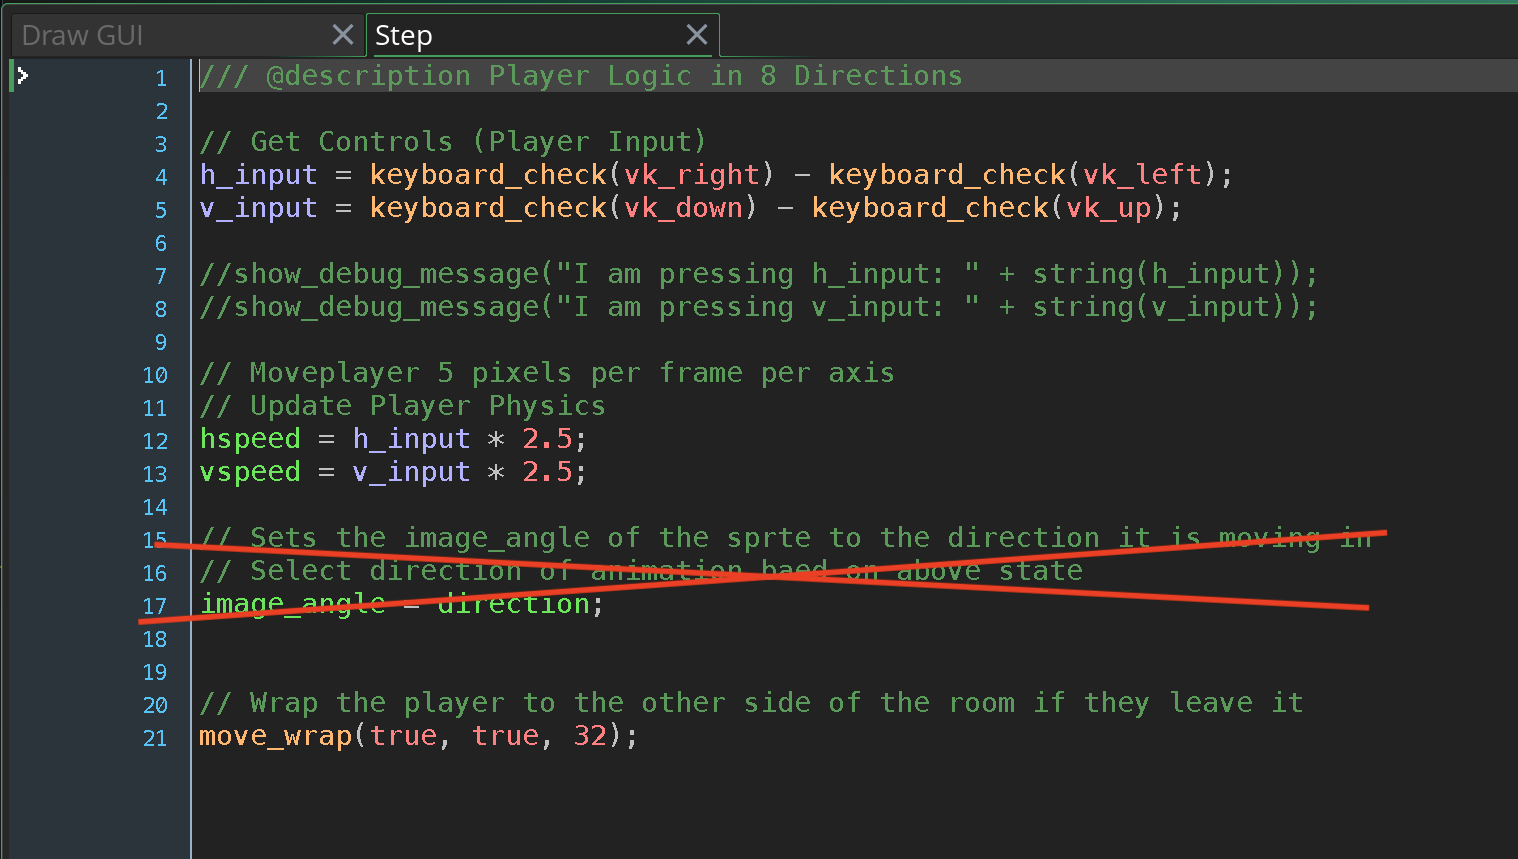 Draw GUI
Step
1 /// @description Player Logic in 8 Directions
2
3 // Get Controls (Player Input)
4 h_input = keyboard_check(vk_right) - keyboard_check(vk_left);
5 v_input = keyboard_check(vk_down) - keyboard_check(vk_up);
6
7 //show_debug_message("I am pressing h_input: " + string(h_input));
8 //show_debug_message("I am pressing v_input: " + string(v_input));
9
10 // Moveplayer 5 pixels per frame per axis
11 // Update Player Physics
12 hspeed = h_input * 2.5;
13 vspeed = v_input * 2.5;
14
15 // Sets the image_angle of the sprte to the direction it is moving in
16 // Select direction of animation baed on above state
17 image_angle = direction;
18
19
20 // Wrap the player to the other side of the room if they leave it
21 move_wrap(true, true, 32);